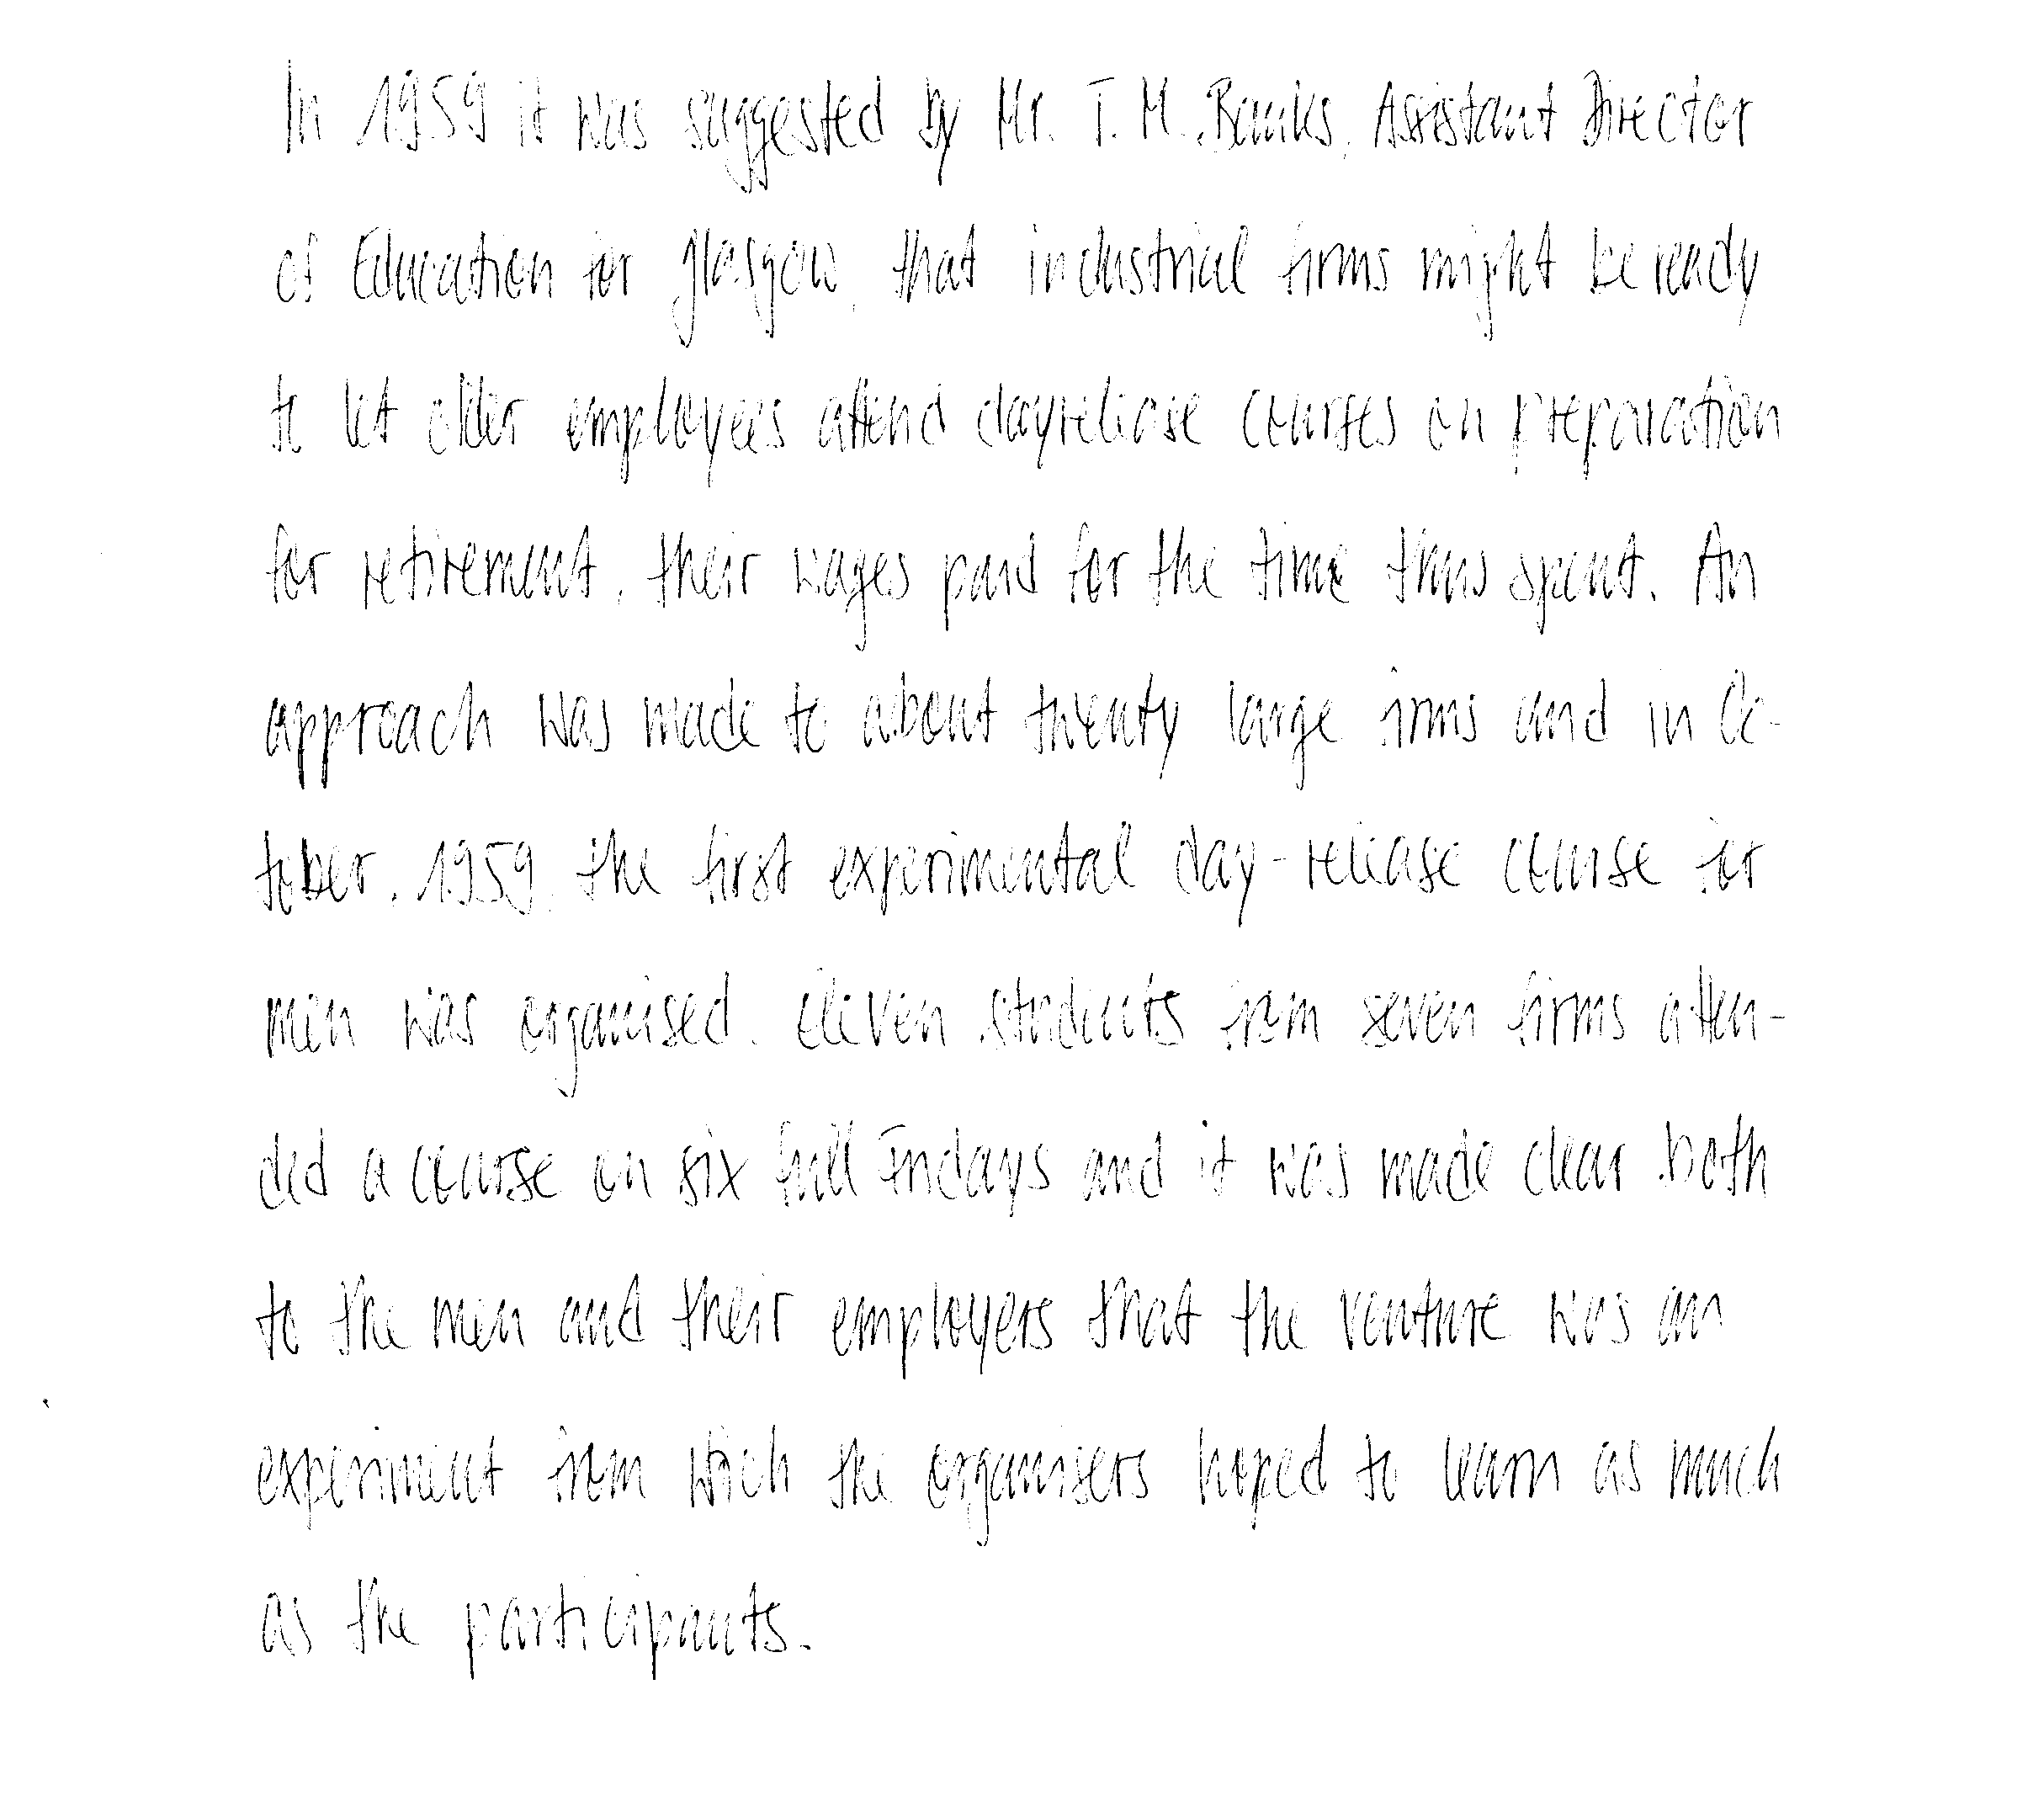 In 1959 it was suggested by Mr. T. M. Banks, Assistant Director
of Education for Glasgow, that industrial firms might be ready
to let older employees attend dayrelease courses on preparation
for retirement, their wages paid for the time thus spent. An
approach was made to about twenty large firms and in Oc-
tober, 1959, the first experimental day-release course for
men was organised. Eleven students from seven firms atten-
ded a course on six full Fridays and it was made clear both
to the men and their employers that the venture was an
experiment from which the organisers hoped to learn as much
as the participants.